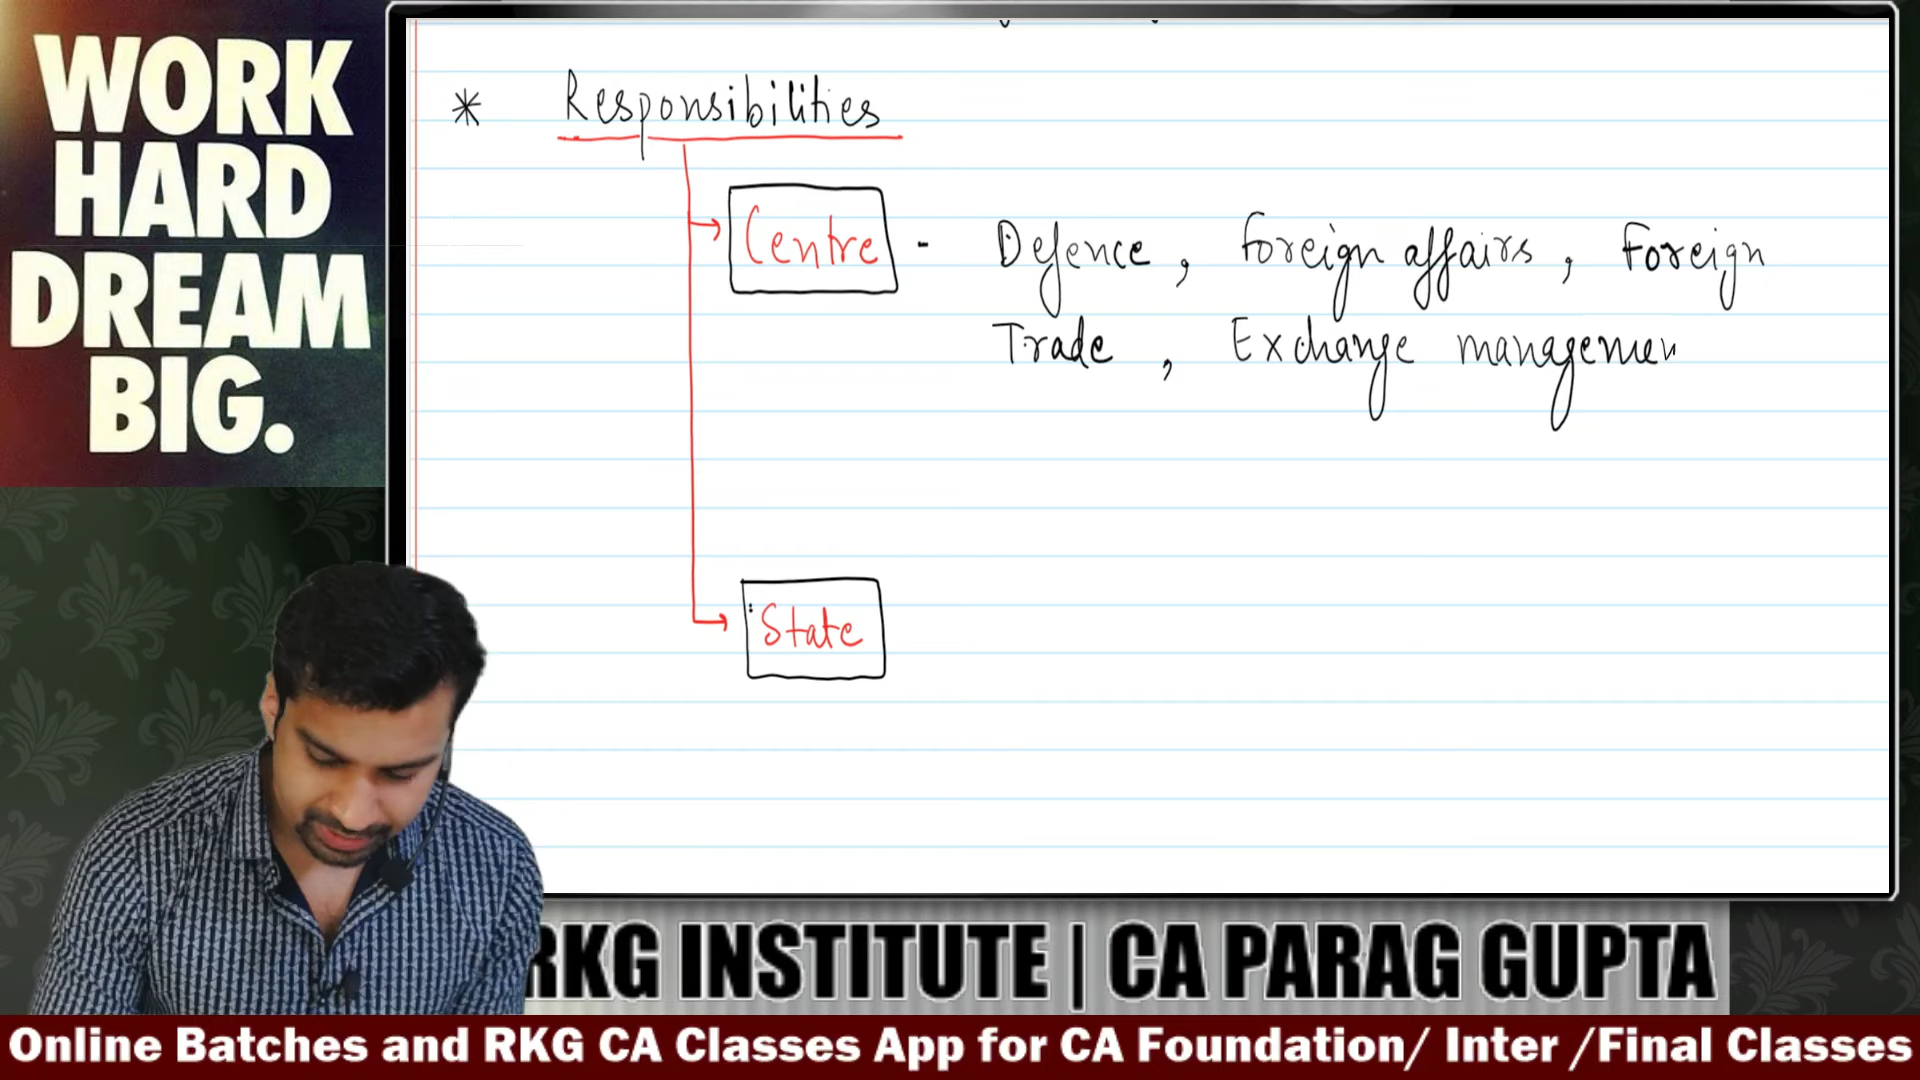 WORK
HARD
DREAM
BIG.
* Responsibilities
Centre - Defence, Foreign affairs, Foreign
Trade, Exchange managemen
State
RKG INSTITUTE | CA PARAG GUPTA
Online Batches and RKG CA Classes App for CA Foundation/ Inter /Final Classes